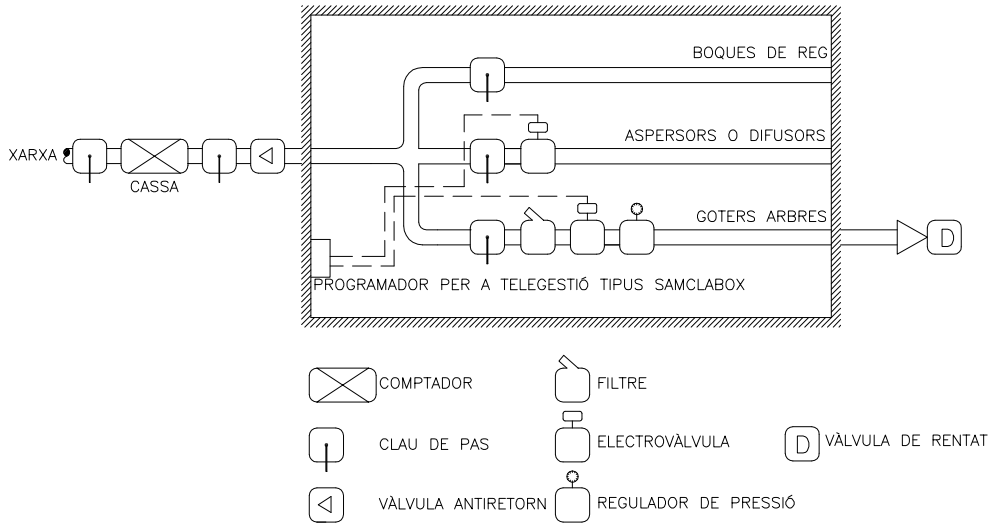 BOQUES DE REG
ASPERSORS O DIFUSORS
XARXA
CASSA
GOTERS ARBRES
D
PROGRAMADOR PER A TELEGESTIÓ TIPUS SAMCLABOX
COMPTADOR
FILTRE
CLAU DE PAS
ELECTROVÀLVULA
D VÀLVULA DE RENTAT
VÀLVULA ANTIRETORN
REGULADOR DE PRESSIÓ